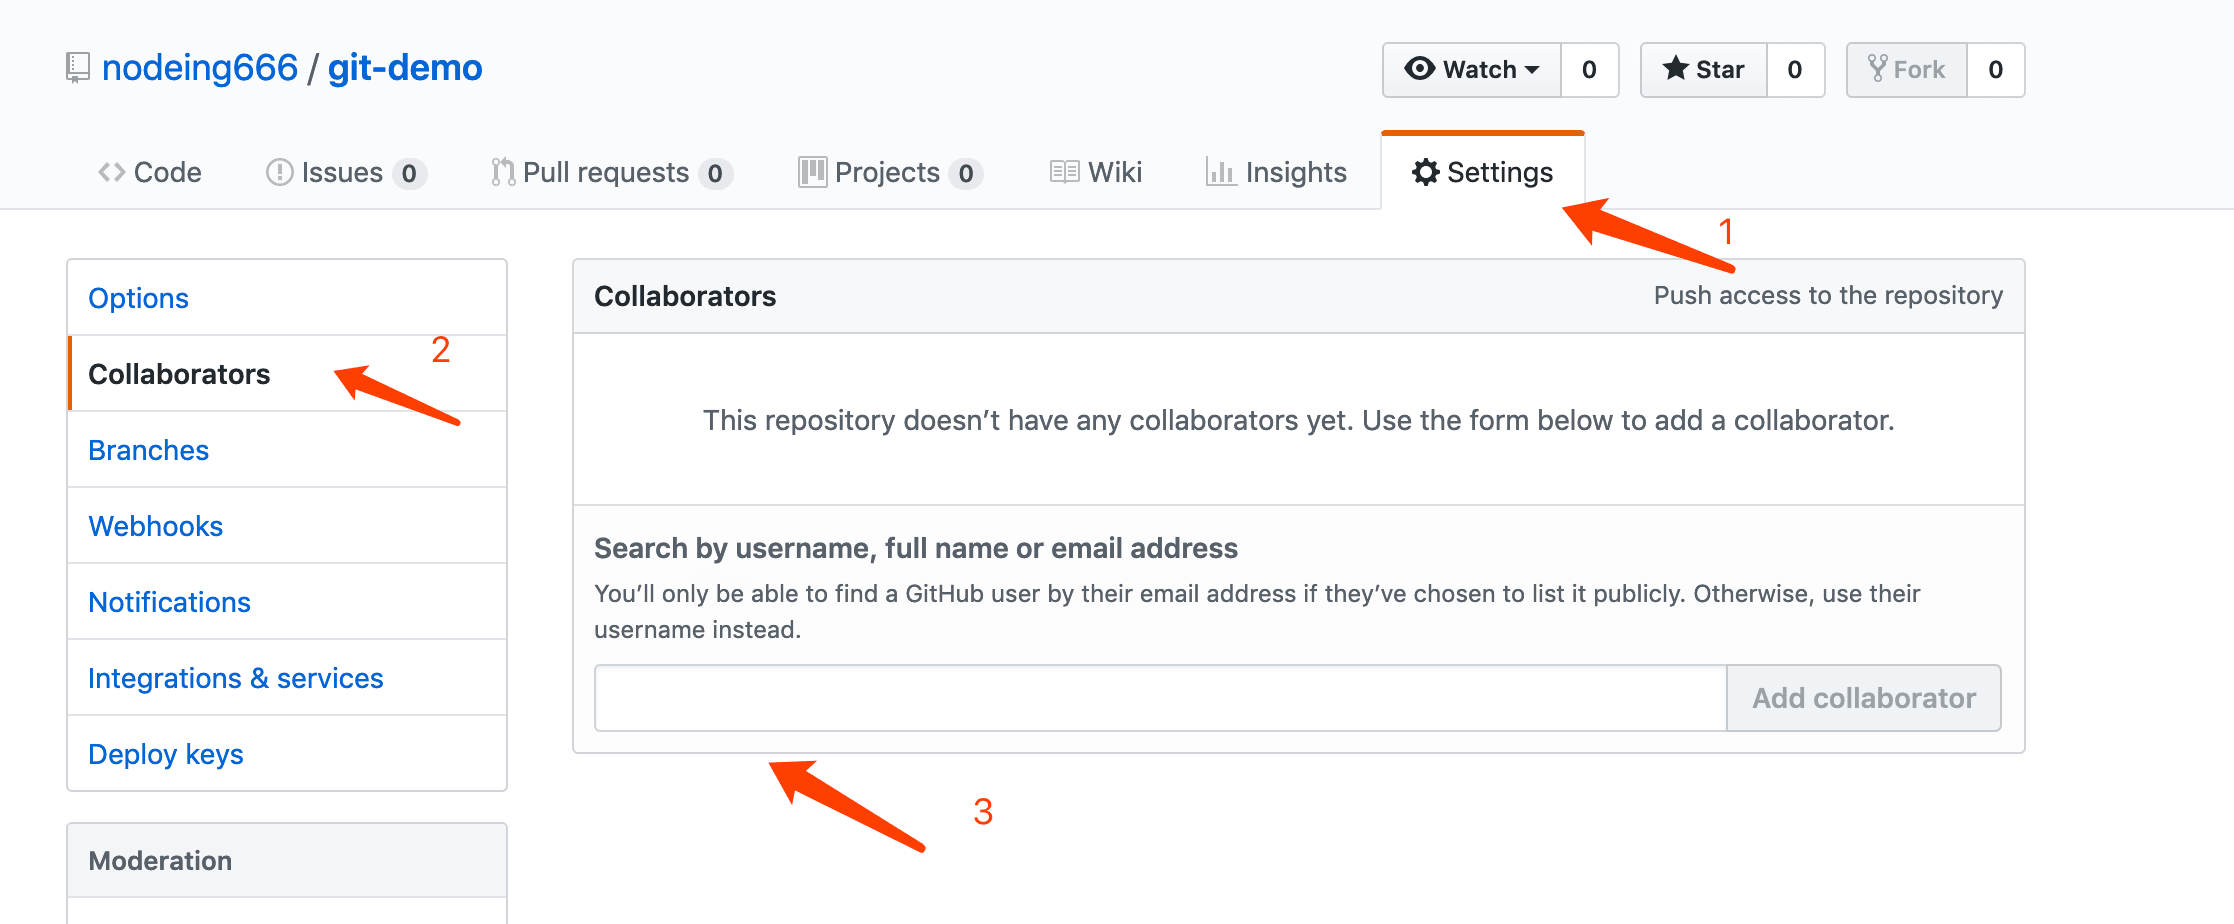 nodeing666 / git-demo
Watch 0 Star 0 Fork 0
Code Issues 0 Pull requests 0 Projects 0 Wiki Insights Settings
1
Options
Collaborators
2
Branches
Webhooks
Notifications
Integrations & services
Deploy keys
Moderation
Collaborators Push access to the repository
This repository doesn’t have any collaborators yet. Use the form below to add a collaborator.
Search by username, full name or email address
You’ll only be able to find a GitHub user by their email address if they’ve chosen to list it publicly. Otherwise, use their
username instead.
Add collaborator
3